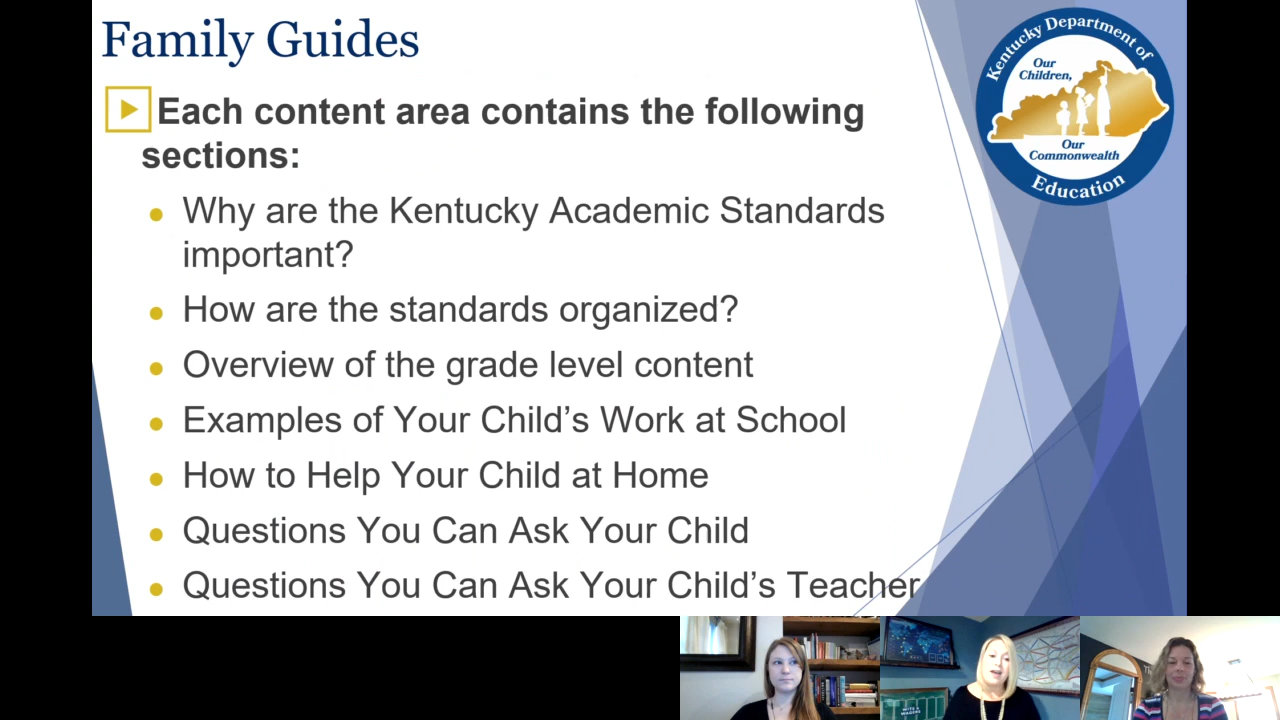 Family Guides
Each content area contains the following
sections:
Why are the Kentucky Academic Standards
important?
How are the standards organized?
Overview of the grade level content
Examples of Your Child’s Work at School
How to Help Your Child at Home
Questions You Can Ask Your Child
Questions You Can Ask Your Child’s Teacher
Kentucky Department of
Our
Children,
Our
Commonwealth
Education